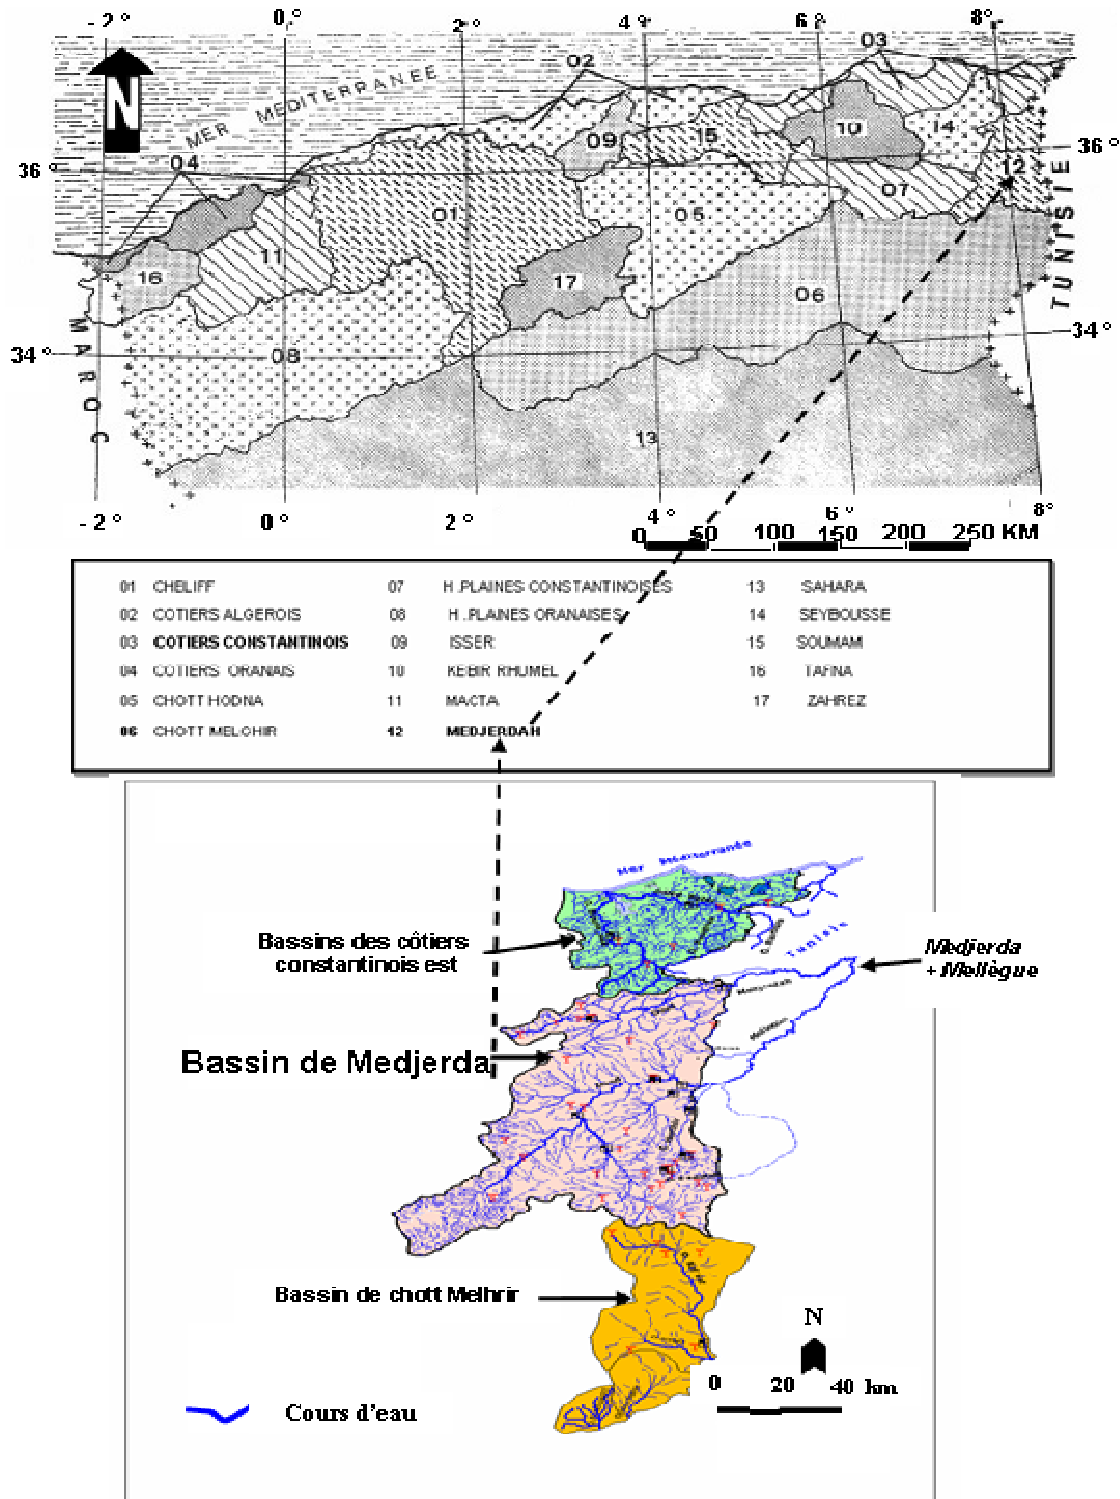 -2° 0° 2° 4° 6° 8°
03
02
MER MEDITERRANEE
N
10
14
15
09
36° 36°
04
12
07
01
05
TUNISIE
11
16
17
06
MAROC
34° 34°
08
13
-2° 0° 2° 4° 6° 8°
0 50 100 150 200 250 KM
01 CHELIFF 07 H.PLAINES CONSTANTINOISES 13 SAHARA
02 COTIERS ALGEROIS 08 H.PLAINES ORANAISES 14 SEYBOUSSE
03 COTIERS CONSTANTINOIS 09 ISSER 15 SOUMAM
04 COTIERS ORANAIS 10 KEBIR RHUMEL 16 TAFNA
05 CHOTT HODNA 11 MACTA 17 ZAHREZ
06 CHOTT MELGHIR 12 MEDJERDAH
Mer Méditerranée
Bassins des côtiers
constantinois est
Tunisie
Medjerda
+ Mellègue
Bassin de Medjerda
Bassin de chott Melhrir
N
0 20 40 km
Cours d'eau